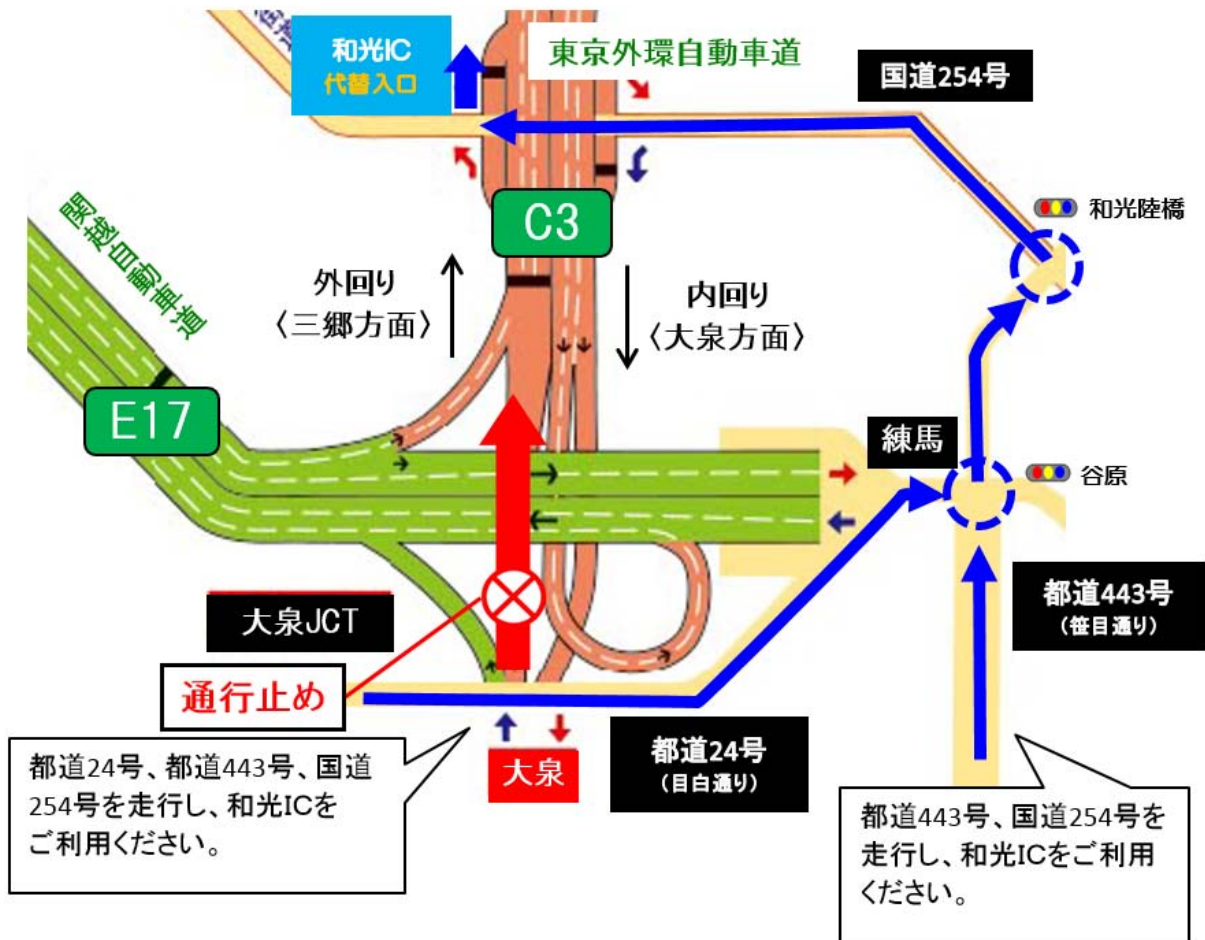 和光IC
代替入口
東京外環自動車道
国道254号
和光陸橋
C3
関越自動車道
外回り
〈三郷方面〉
内回り
〈大泉方面〉
E17
練馬
谷原
大泉JCT
都道443号
(笹目通り)
通行止め
大泉
都道24号
(目白通り)
都道24号、都道443号、国道
254号を走行し、和光ICを
ご利用ください。
都道443号、国道254号を
走行し、和光ICをご利用
ください。